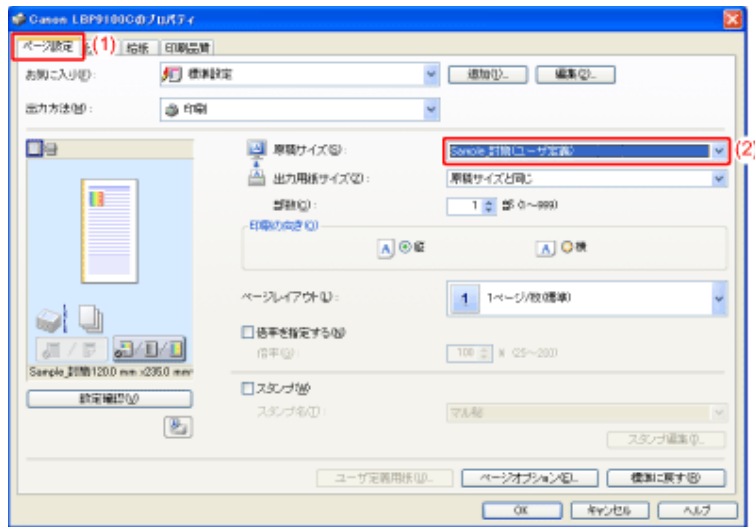 Canon LBP9100Cのプロパティ
ページ設定 (1) 給紙 印刷品質
お気に入り(F): 標準設定 追加(1)... 編集(2)...
出力方法(M): 印刷
原稿サイズ(S): Sample_封筒(ユーザ定義) (2)
出力用紙サイズ(Z): 原稿サイズと同じ
部数(C): 1 部 (1~999)
印刷の向き(O)
A 縦 A 横
ページレイアウト(L): 1 1ページ/枚(標準)
倍率を指定する(N)
倍率(G): 100 % (25~200)
Sample_封筒 120.0 mm x235.0 mm
スタンプ(W)
設定確認(V)
スタンプ名(T): マル秘
スタンプ編集(I)...
ユーザ定義用紙(U)... ページオプション(E)... 標準に戻す(R)
OK キャンセル ヘルプ